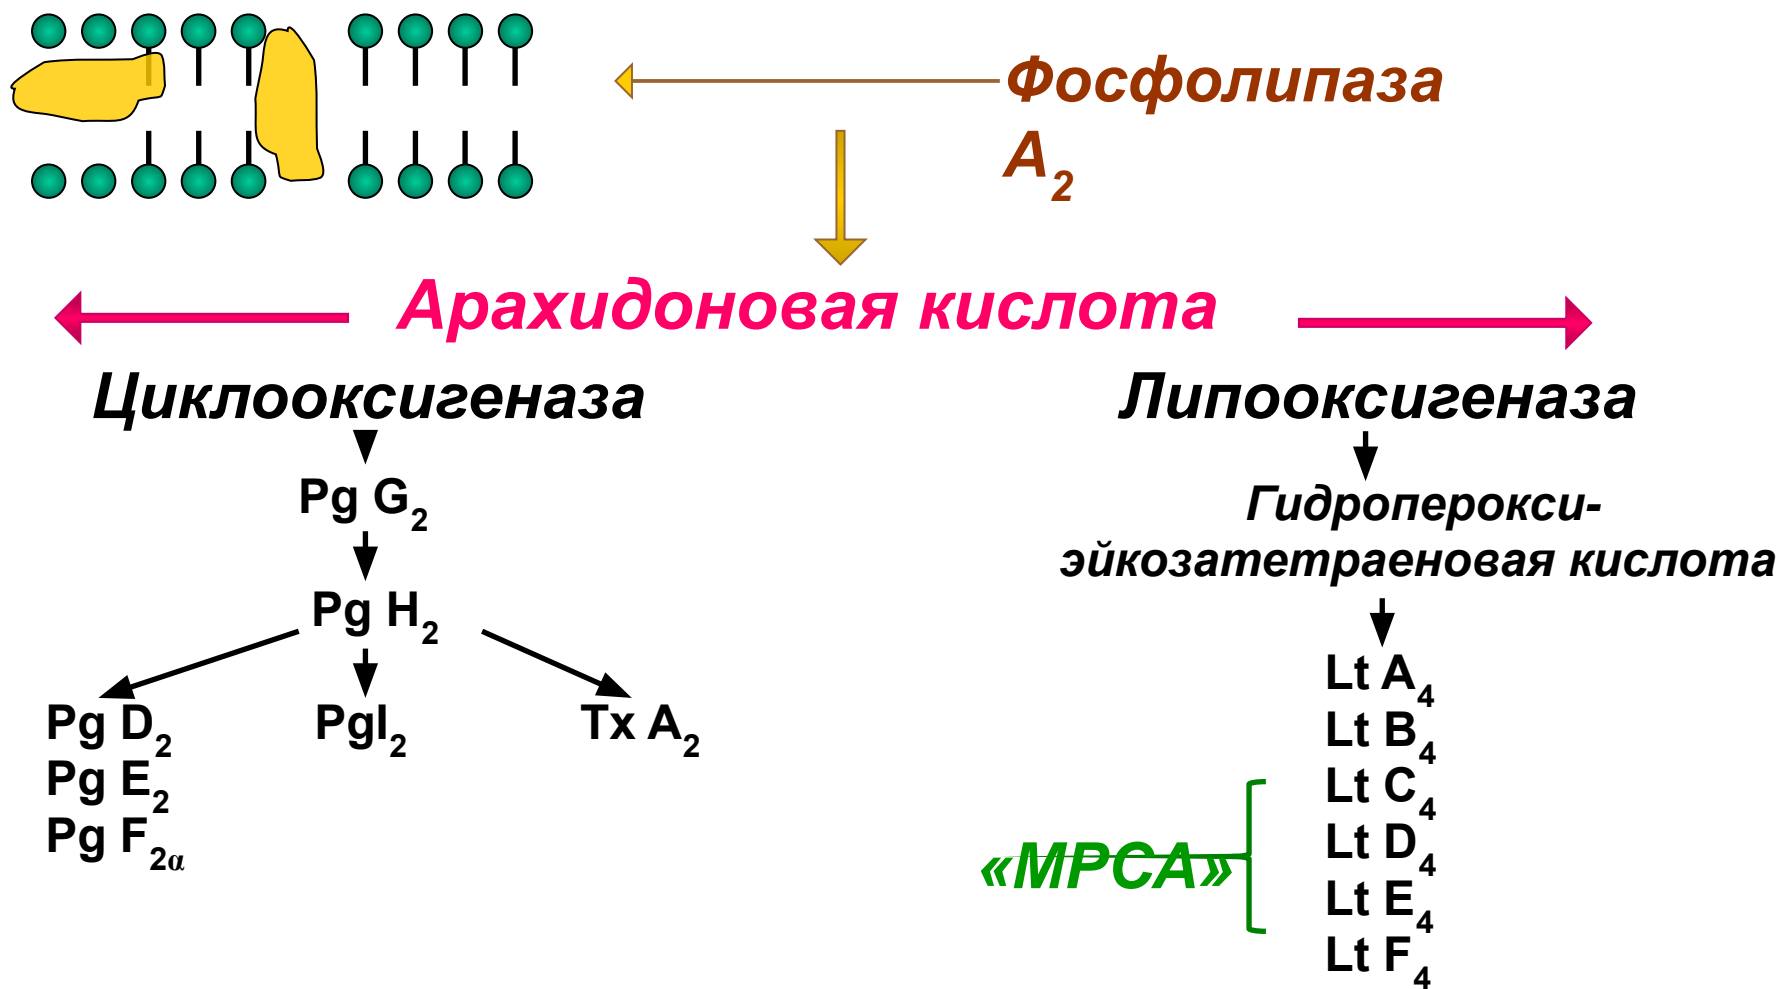 Фосфолипаза
А₂
Арахидоновая кислота
Циклооксигеназа
Липооксигеназа
Pg G₂
Гидроперокси-
эйкозатетраеновая кислота
Pg H₂
Lt A₄
Pg D₂ PgI₂ Tx A₂
Lt B₄
Pg E₂
Lt C₄
Pg F₂α
Lt D₄
«МРСА»
Lt E₄
Lt F₄